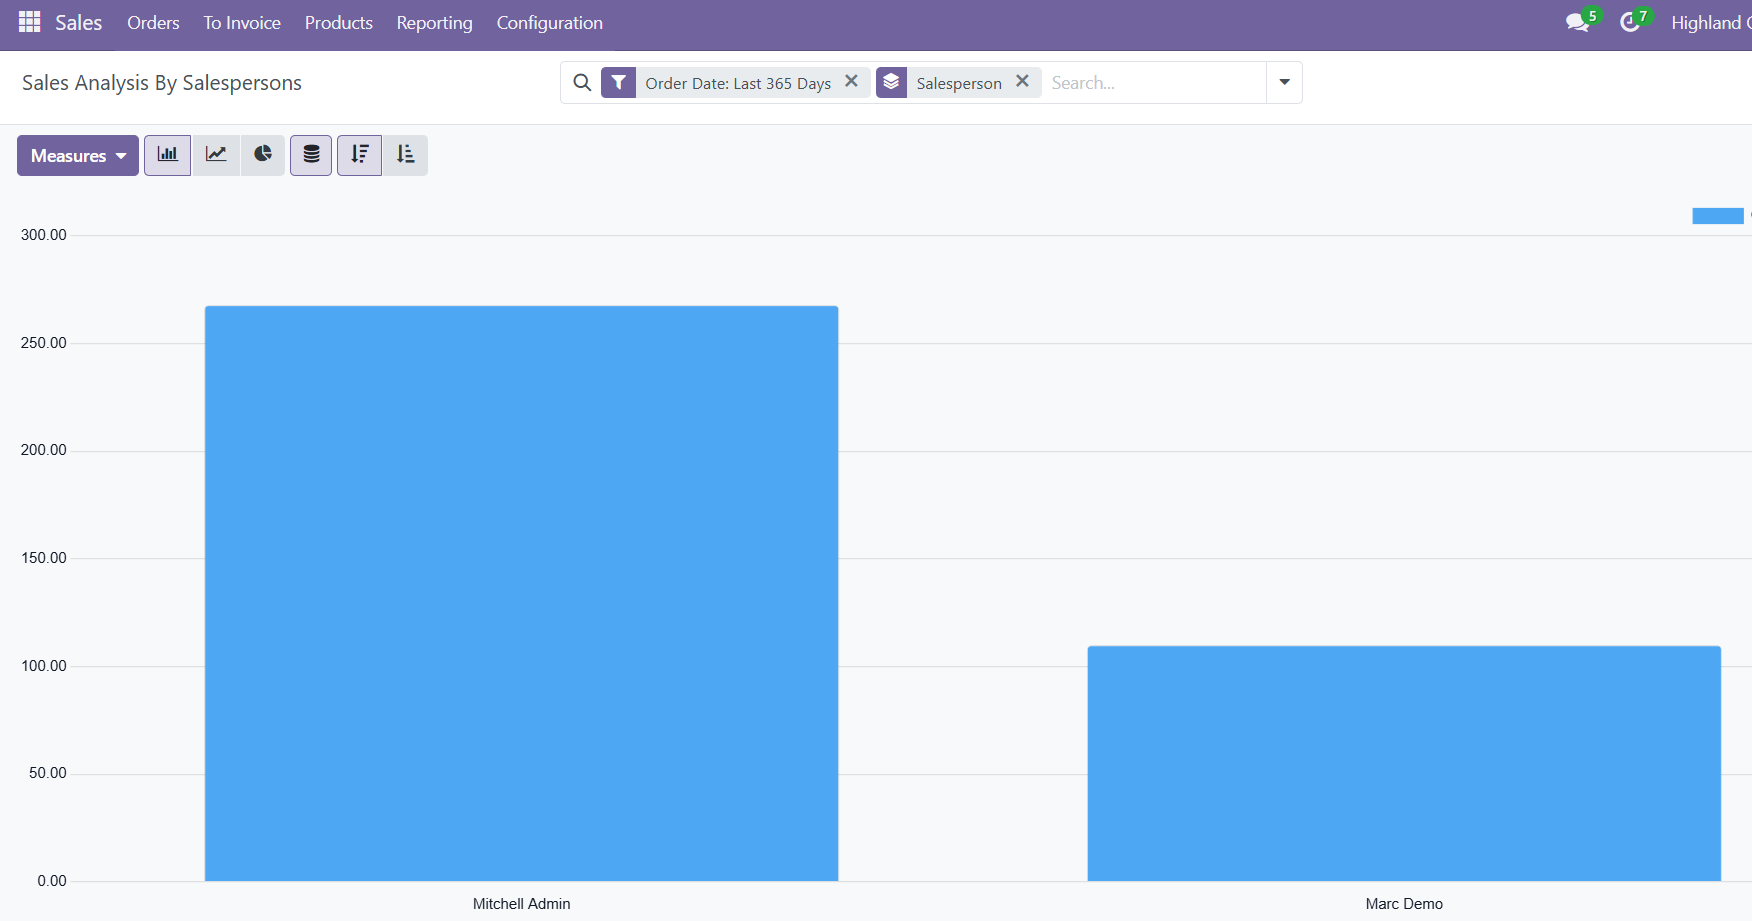 Sales Orders To Invoice Products Reporting Configuration 5 7 Highland
Sales Analysis By Salespersons
Order Date: Last 365 Days Salesperson Search...
Measures
300.00
250.00
200.00
150.00
100.00
50.00
0.00
Mitchell Admin Marc Demo